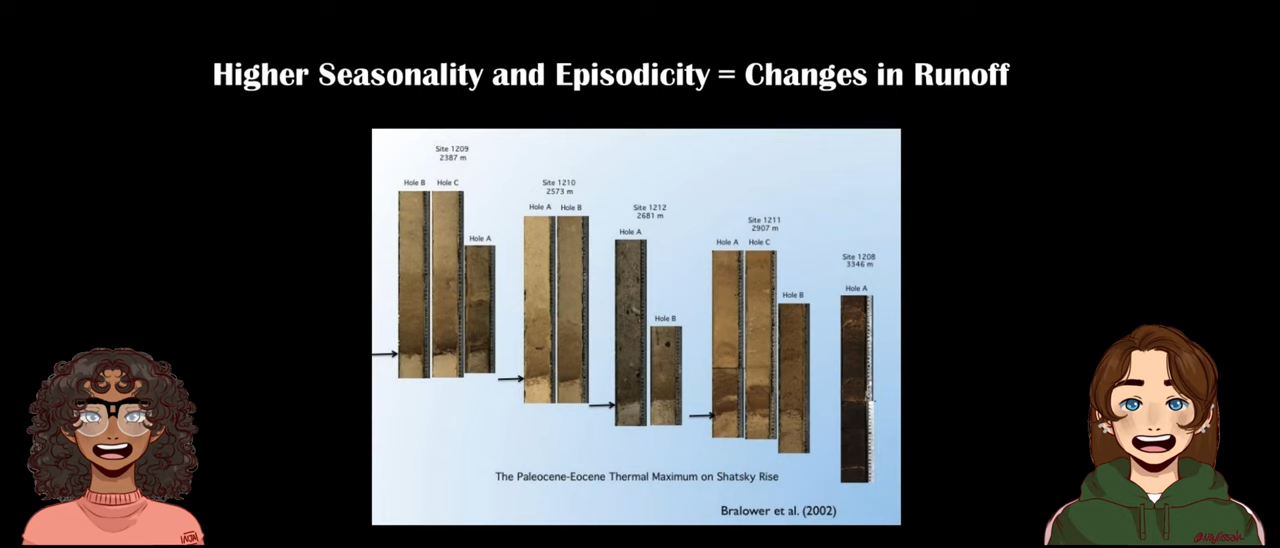 Higher Seasonality and Episodicity = Changes in Runoff
Site 1209
2387 m
Hole B
Hole C
Hole A
Site 1210
2573 m
Hole A
Hole B
Site 1212
2681 m
Hole A
Hole B
Site 1211
2907 m
Hole A
Hole C
Hole B
Site 1208
3346 m
Hole A
The Paleocene-Eocene Thermal Maximum on Shatsky Rise
Bralower et al. (2002)